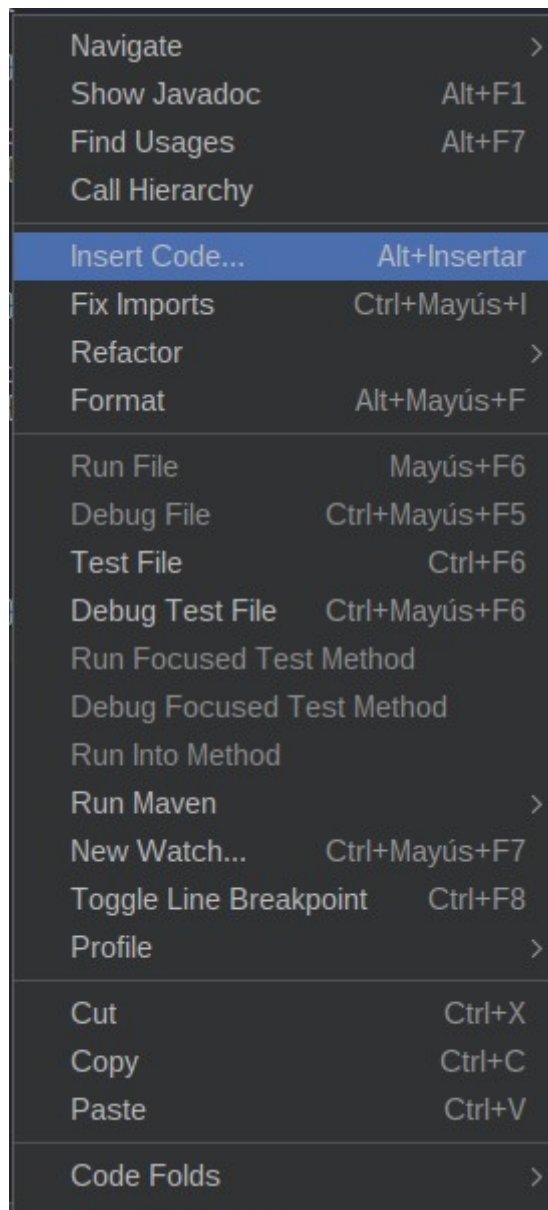 Navigate
Show Javadoc Alt+F1
Find Usages Alt+F7
Call Hierarchy
Insert Code... Alt+Insertar
Fix Imports Ctrl+Mayús+I
Refactor
Format Alt+Mayús+F
Run File Mayús+F6
Debug File Ctrl+Mayús+F5
Test File Ctrl+F6
Debug Test File Ctrl+Mayús+F6
Run Focused Test Method
Debug Focused Test Method
Run Into Method
Run Maven
New Watch... Ctrl+Mayús+F7
Toggle Line Breakpoint Ctrl+F8
Profile
Cut Ctrl+X
Copy Ctrl+C
Paste Ctrl+V
Code Folds